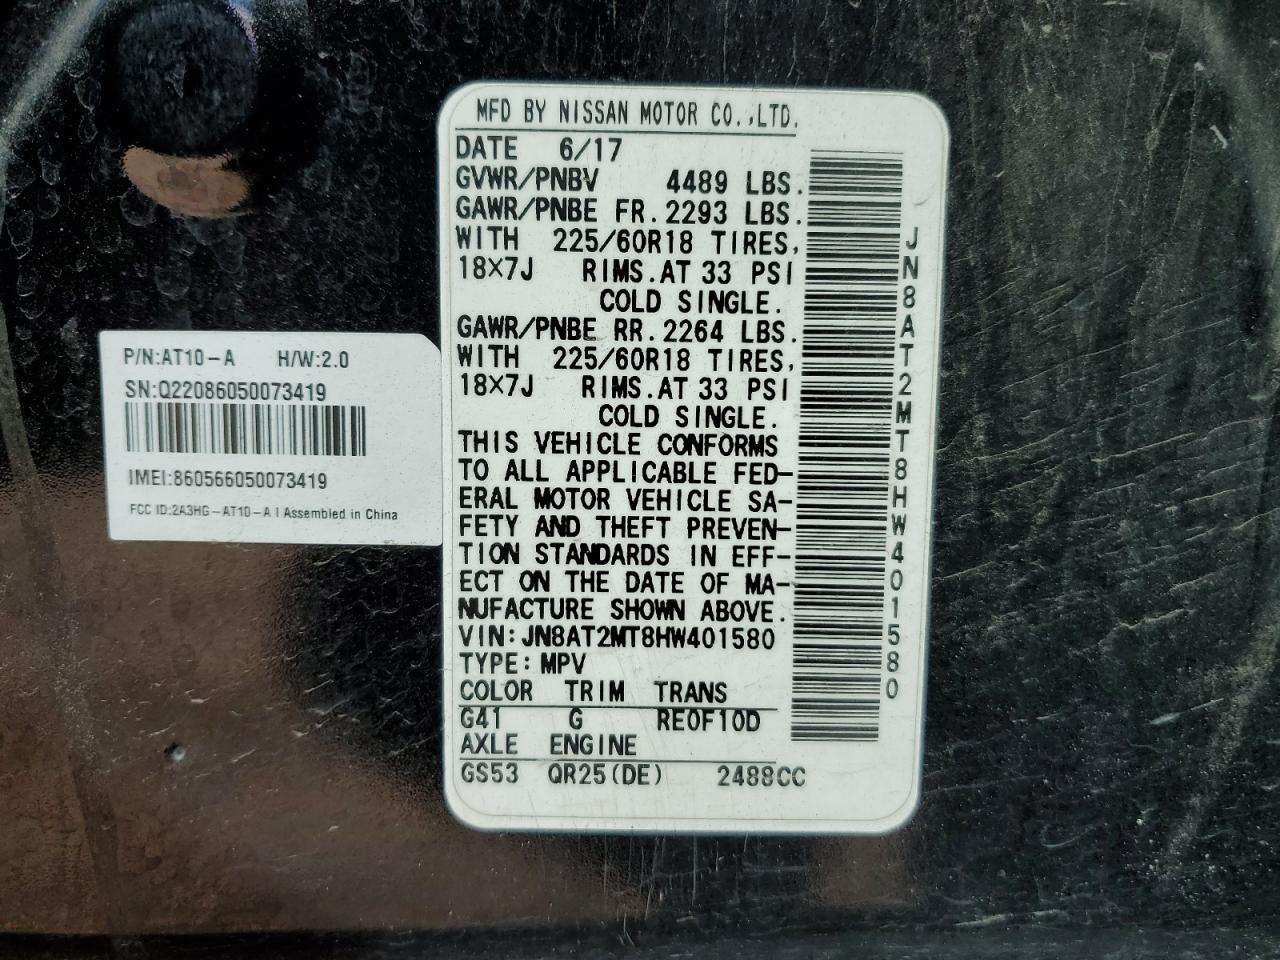 P/N:AT10-A H/W:2.0
SN:Q22086050073419
IMEI:860566050073419
FCC ID:2A3HG-AT10-A I Assembled in China
MFD BY NISSAN MOTOR CO.,LTD.
DATE 6/17
GVWR/PNBV 4489 LBS.
GAWR/PNBE FR. 2293 LBS.
WITH 225/60R18 TIRES,
18×7J RIMS.AT 33 PSI
COLD SINGLE.
GAWR/PNBE RR. 2264 LBS.
WITH 225/60R18 TIRES,
18×7J RIMS.AT 33 PSI
COLD SINGLE.
THIS VEHICLE CONFORMS
TO ALL APPLICABLE FED-
ERAL MOTOR VEHICLE SA-
FETY AND THEFT PREVEN-
TION STANDARDS IN EFF-
ECT ON THE DATE OF MA-
NUFACTURE SHOWN ABOVE.
VIN:JN8AT2MT8HW401580
TYPE:MPV
COLOR TRIM TRANS
G41 G RE0F10D
AXLE ENGINE
GS53 QR25(DE) 2488CC
JN8AT2MT8HW401580